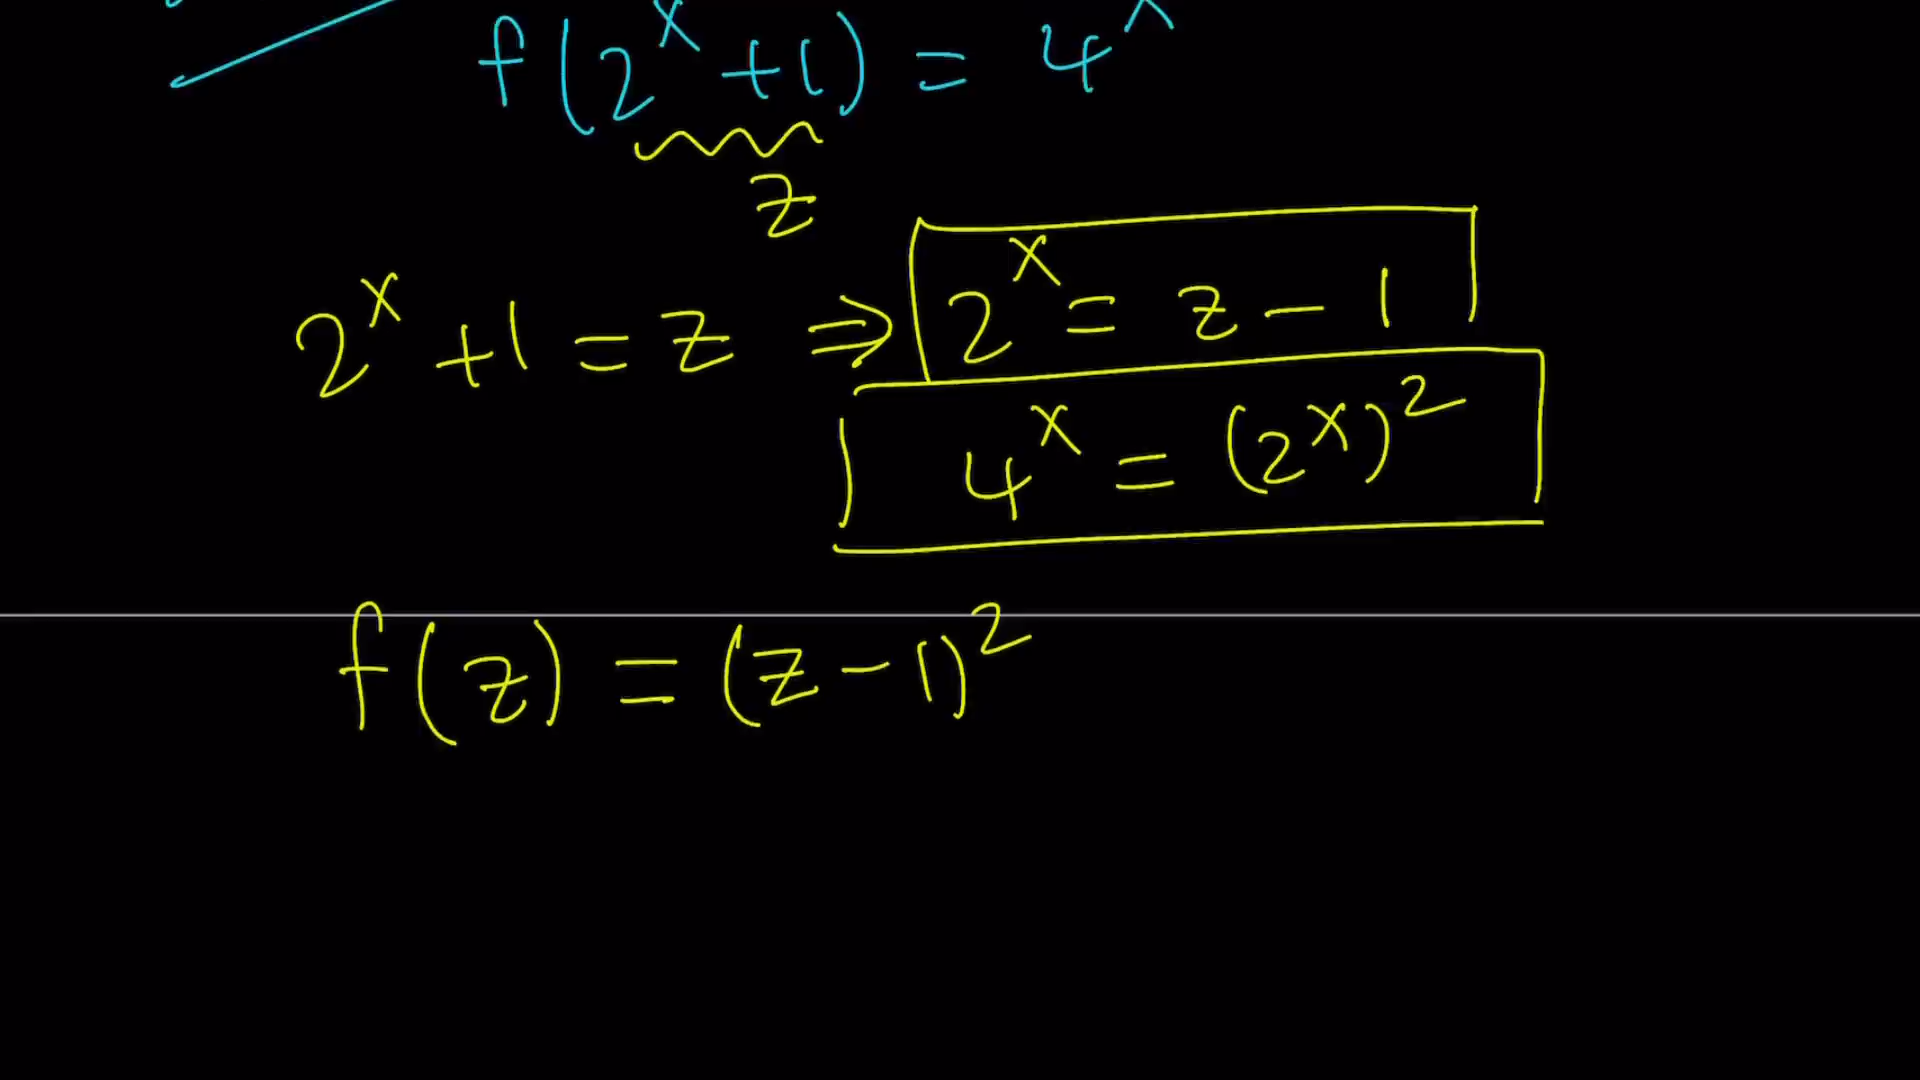 f(2^x +1) = 4^x
z
2^x +1 = z ⇒ 2^x = z - 1
4^x = (2^x)^2
f(z) = (z-1)^2